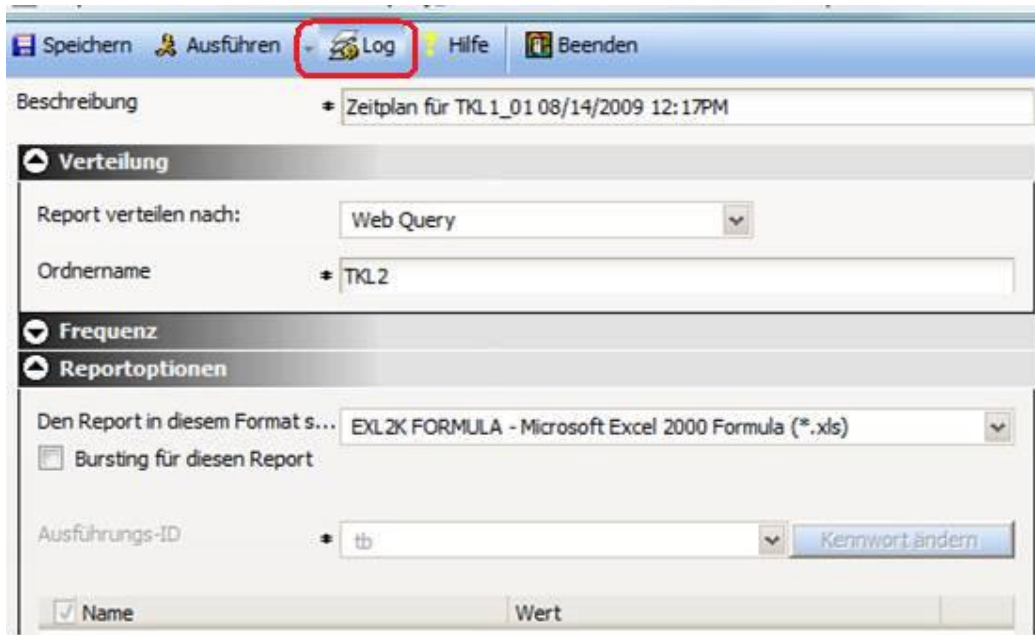 Speichern Ausführen Log Hilfe Beenden
Beschreibung * Zeitplan für TKL1_01 08/14/2009 12:17PM
Verteilung
Report verteilen nach: Web Query
Ordnername * TKL2
Frequenz
Reportoptionen
Den Report in diesem Format s... EXL2K FORMULA - Microsoft Excel 2000 Formula (*.xls)
Bursting für diesen Report
Ausführungs-ID * tb Kennwort ändern
Name Wert